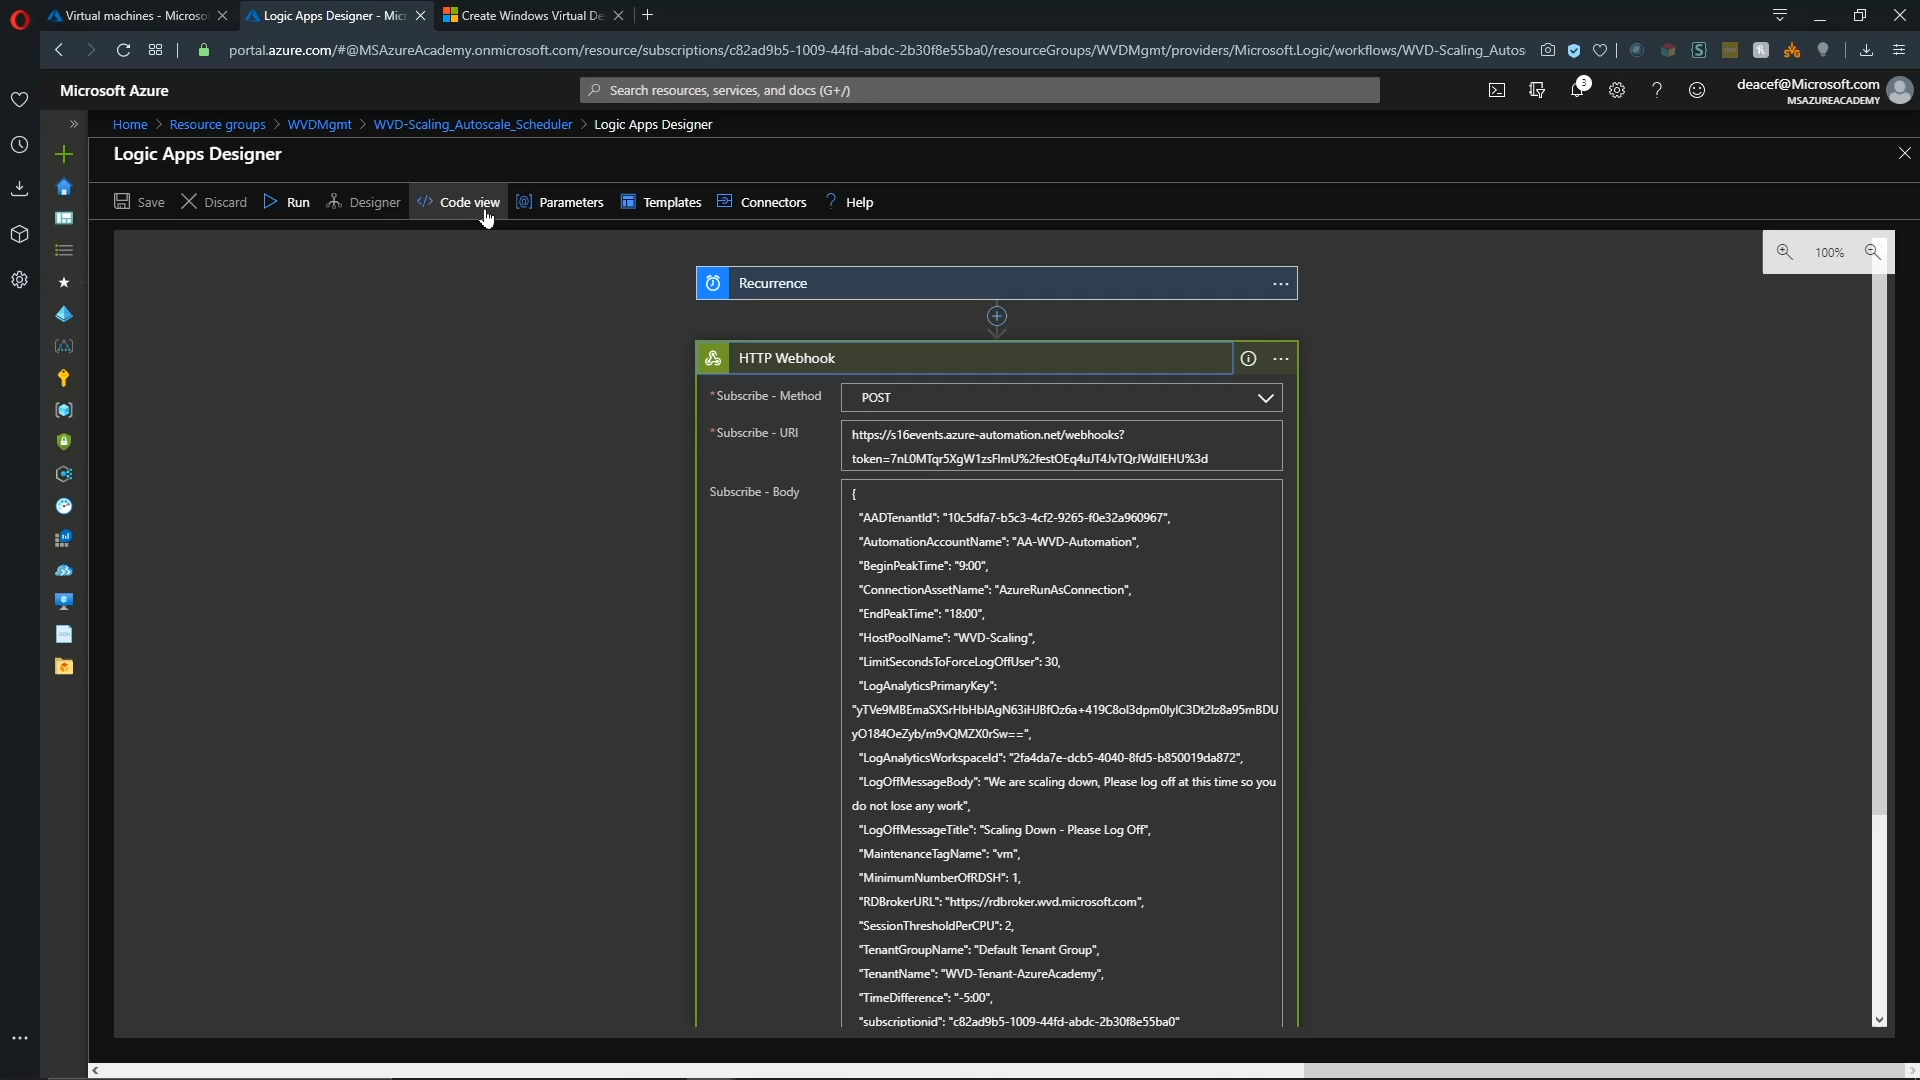 Virtual machines - Microso
Logic Apps Designer - Mic
Create Windows Virtual De
portal.azure.com/#@MSAzureAcademy.onmicrosoft.com/resource/subscriptions/c82ad9b5-1009-44fd-abdc-2b30f8e55ba0/resourceGroups/WVDMgmt/providers/Microsoft.Logic/workflows/WVD-Scaling_Autos
Microsoft Azure
Search resources, services, and docs (G+/)
3
deacef@Microsoft.com
MSAZUREACADEMY
Home > Resource groups > WVDMgmt > WVD-Scaling_Autoscale_Scheduler > Logic Apps Designer
Logic Apps Designer
Save Discard Run Designer </> Code view [@] Parameters Templates Connectors ? Help
100%
Recurrence
HTTP Webhook
*Subscribe - Method
POST
*Subscribe - URI
https://s16events.azure-automation.net/webhooks?
Subscribe - Body
{
"AADTenantId": "10c5dfa7-b5c3-4cf2-9265-f0e32a960967",
"AutomationAccountName": "AA-WVD-Automation",
"BeginPeakTime": "9:00",
"ConnectionAssetName": "AzureRunAsConnection",
"EndPeakTime": "18:00",
"HostPoolName": "WVD-Scaling",
"LimitSecondsToForceLogOffUser": 30,
"LogAnalyticsPrimaryKey":
"LogAnalyticsWorkspaceId": "2fa4da7e-dcb5-4040-8fd5-b850019da872",
"LogOffMessageBody": "We are scaling down, Please log off at this time so you
do not lose any work",
"LogOffMessageTitle": "Scaling Down - Please Log Off",
"MaintenanceTagName": "vm",
"MinimumNumberOfRDSH": 1,
"RDBrokerURL": "https://rdbroker.wvd.microsoft.com",
"SessionThresholdPerCPU": 2,
"TenantGroupName": "Default Tenant Group",
"TenantName": "WVD-Tenant-AzureAcademy",
"TimeDifference": "-5:00",
"subscriptionid": "c82ad9b5-1009-44fd-abdc-2b30f8e55ba0"